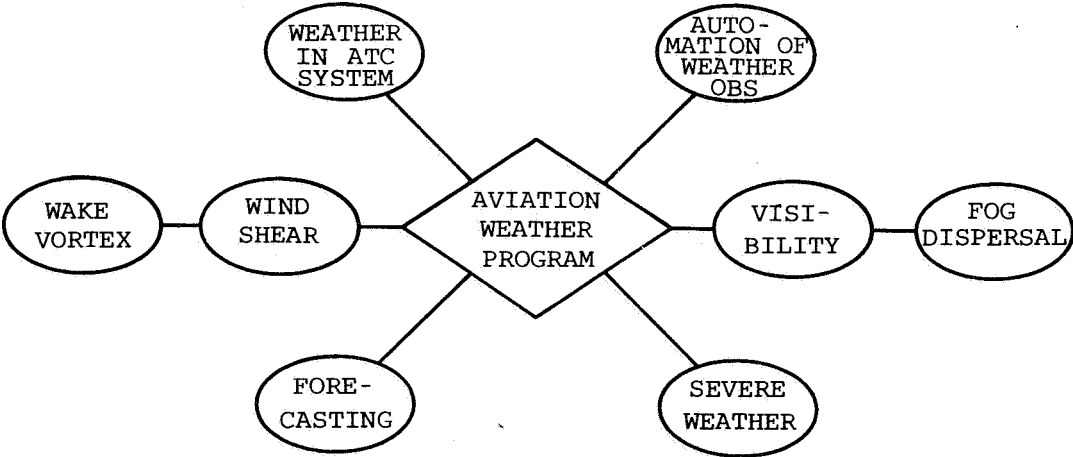 WEATHER
IN ATC
SYSTEM
AUTO-
MATION OF
WEATHER
OBS
WAKE
VORTEX
WIND
SHEAR
AVIATION
WEATHER
PROGRAM
VISI-
BILITY
FOG
DISPERSAL
FORE-
CASTING
SEVERE
WEATHER